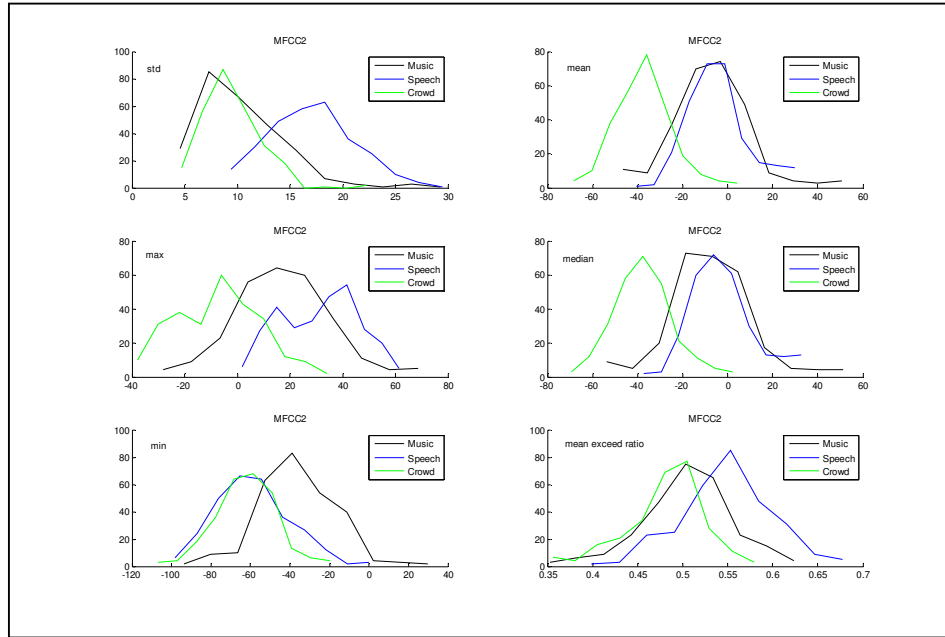 MFCC2
std
Music
Speech
Crowd
100
80
60
40
20
0
0 5 10 15 20 25 30
MFCC2
mean
Music
Speech
Crowd
80
60
40
20
0
-80 -60 -40 -20 0 20 40 60
MFCC2
max
Music
Speech
Crowd
80
60
40
20
0
-40 -20 0 20 40 60 80
MFCC2
median
Music
Speech
Crowd
80
60
40
20
0
-80 -60 -40 -20 0 20 40 60
MFCC2
min
Music
Speech
Crowd
100
80
60
40
20
0
-120 -100 -80 -60 -40 -20 0 20 40
MFCC2
mean exceed ratio
Music
Speech
Crowd
100
80
60
40
20
0
0.35 0.4 0.45 0.5 0.55 0.6 0.65 0.7